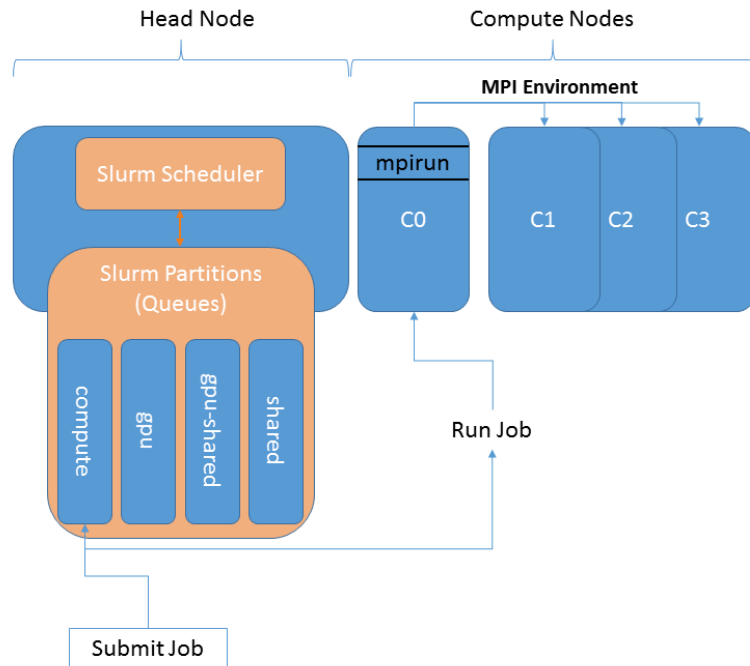 Head Node
Compute Nodes
MPI Environment
Slurm Scheduler
mpirun
C0
C1
C2
C3
Slurm Partitions
(Queues)
compute
gpu
gpu-shared
shared
Run Job
Submit Job